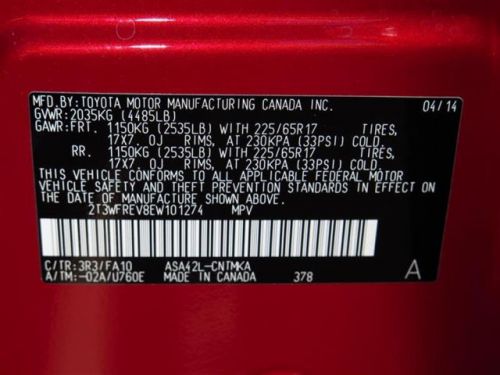 MFD.BY: TOYOTA MOTOR MANUFACTURING CANADA INC. 04/14
GVWR: 2035KG (4485LB)
GAWR: FRT. 1150KG (2535LB) WITH 225/65R17 TIRES,
17X7.0J RIMS, AT 230KPA (33PSI) COLD.
RR. 1150KG (2535LB) WITH 225/65R17 TIRES,
17X7.0J RIMS, AT 230KPA (33PSI) COLD.
THIS VEHICLE CONFORMS TO ALL APPLICABLE FEDERAL MOTOR
VEHICLE SAFETY AND THEFT PREVENTION STANDARDS IN EFFECT ON
THE DATE OF MANUFACTURE SHOWN ABOVE.
2T3WFREV8EW101274 MPV
C/TR: 3R3/FA10 ASA42L-CNTMKA
A/TM:-02A/U760E MADE IN CANADA 378 A